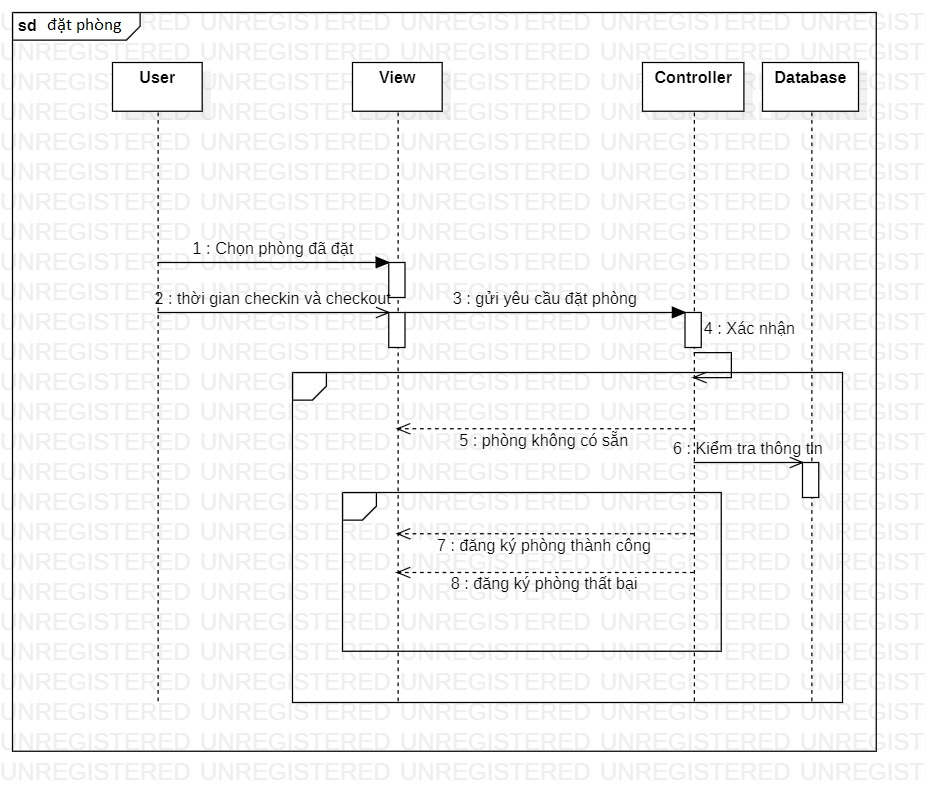 sd đặt phòng
User View Controller Database
1 : Chọn phòng đã đặt
2 : thời gian checkin và checkout
3 : gửi yêu cầu đặt phòng
4 : Xác nhận
5 : phòng không có sẵn
6 : Kiểm tra thông tin
7 : đăng ký phòng thành công
8 : đăng ký phòng thất bại
UNREGISTERED